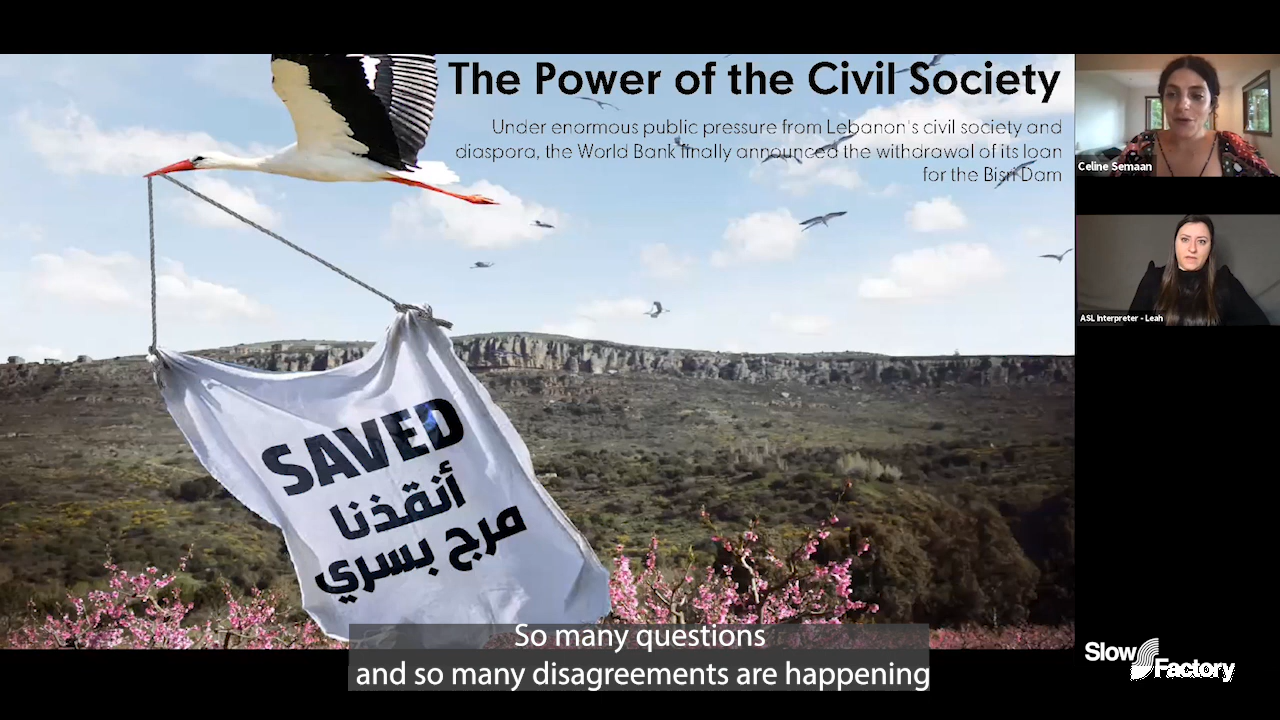 The Power of the Civil Society
Under enormous public pressure from Lebanon's civil society and
diaspora, the World Bank finally announced the withdrawal of its loan
for the Bisri Dam
Celine Semaan
ASL Interpreter - Leah
SAVED
أنقذنا
مرج بسري
So many questions
and so many disagreements are happening
Slow
Factory